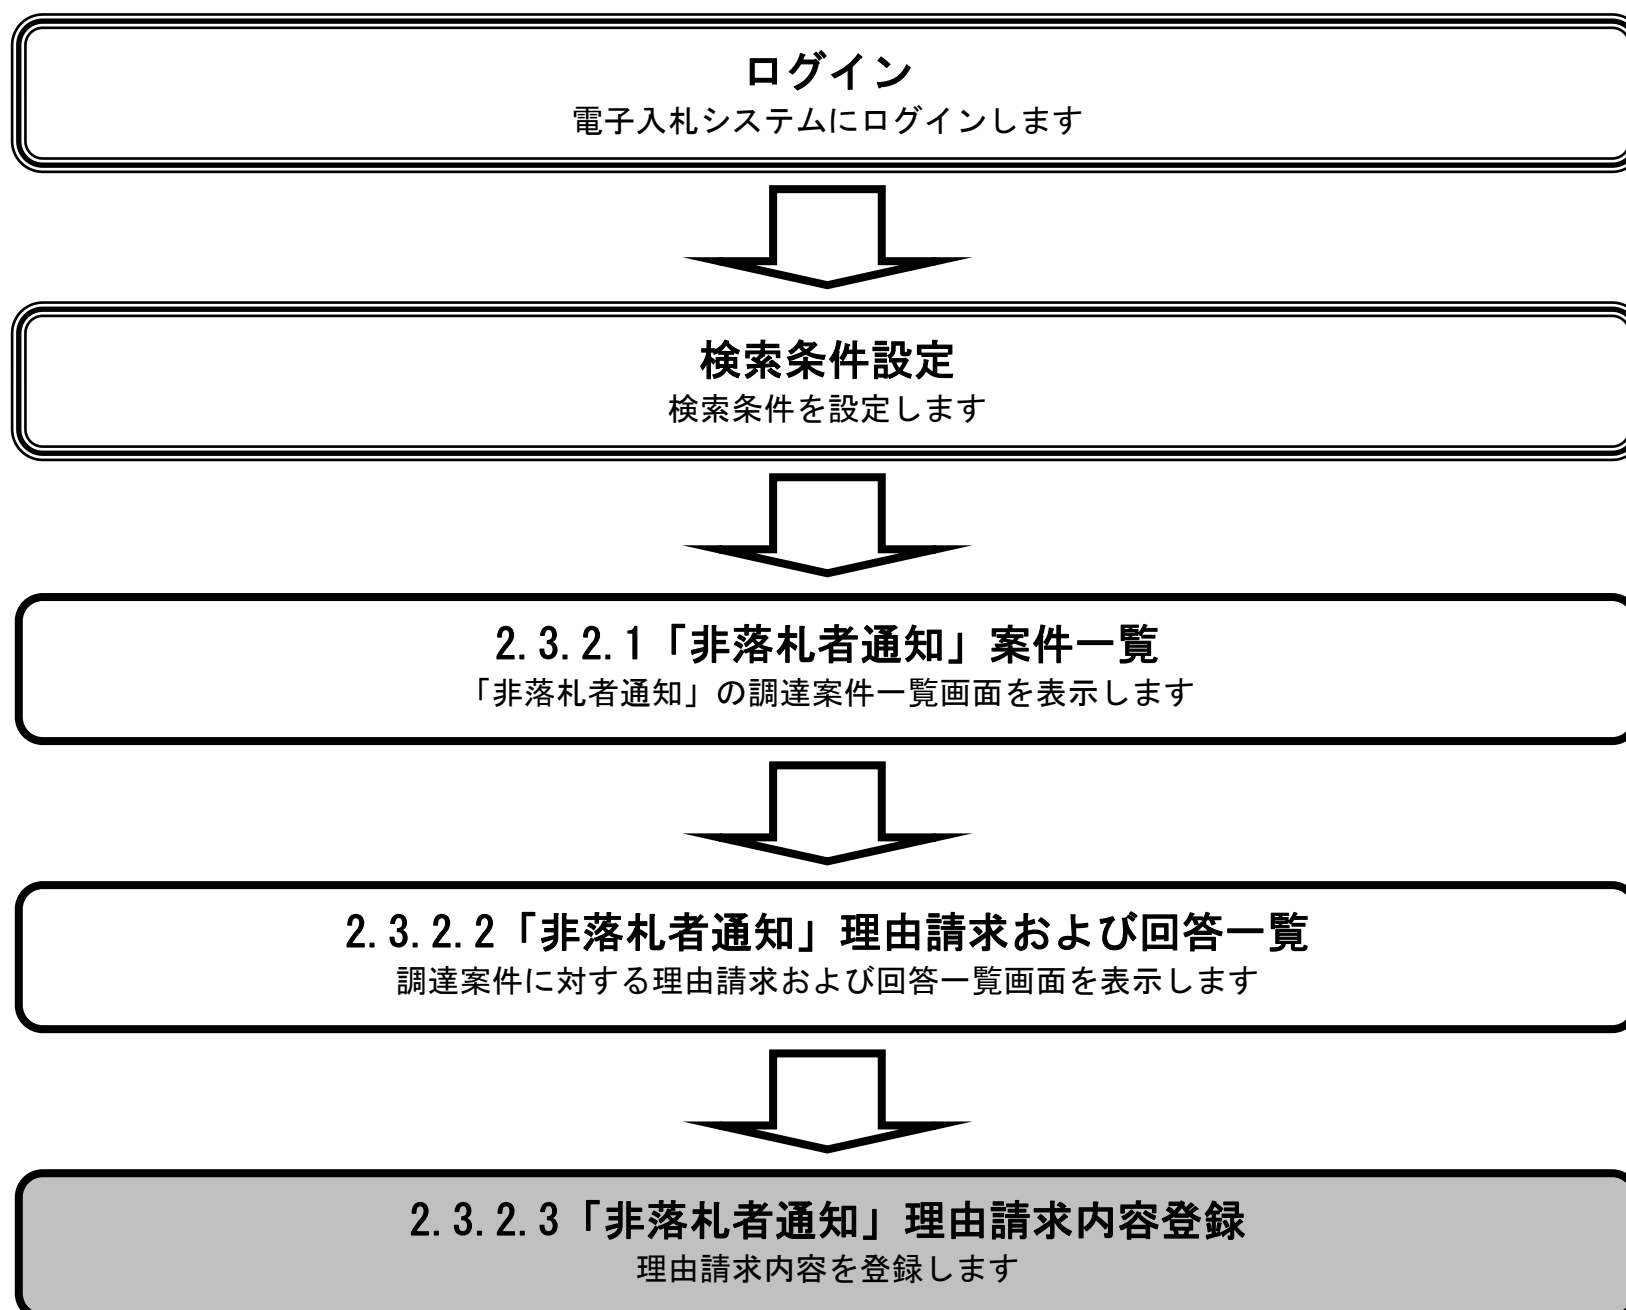 ログイン
電子入札システムにログインします
検索条件設定
検索条件を設定します
2.3.2.1「非落札者通知」案件一覧
「非落札者通知」の調達案件一覧画面を表示します
2.3.2.2「非落札者通知」理由請求および回答一覧
調達案件に対する理由請求および回答一覧画面を表示します
2.3.2.3「非落札者通知」理由請求内容登録
理由請求内容を登録します